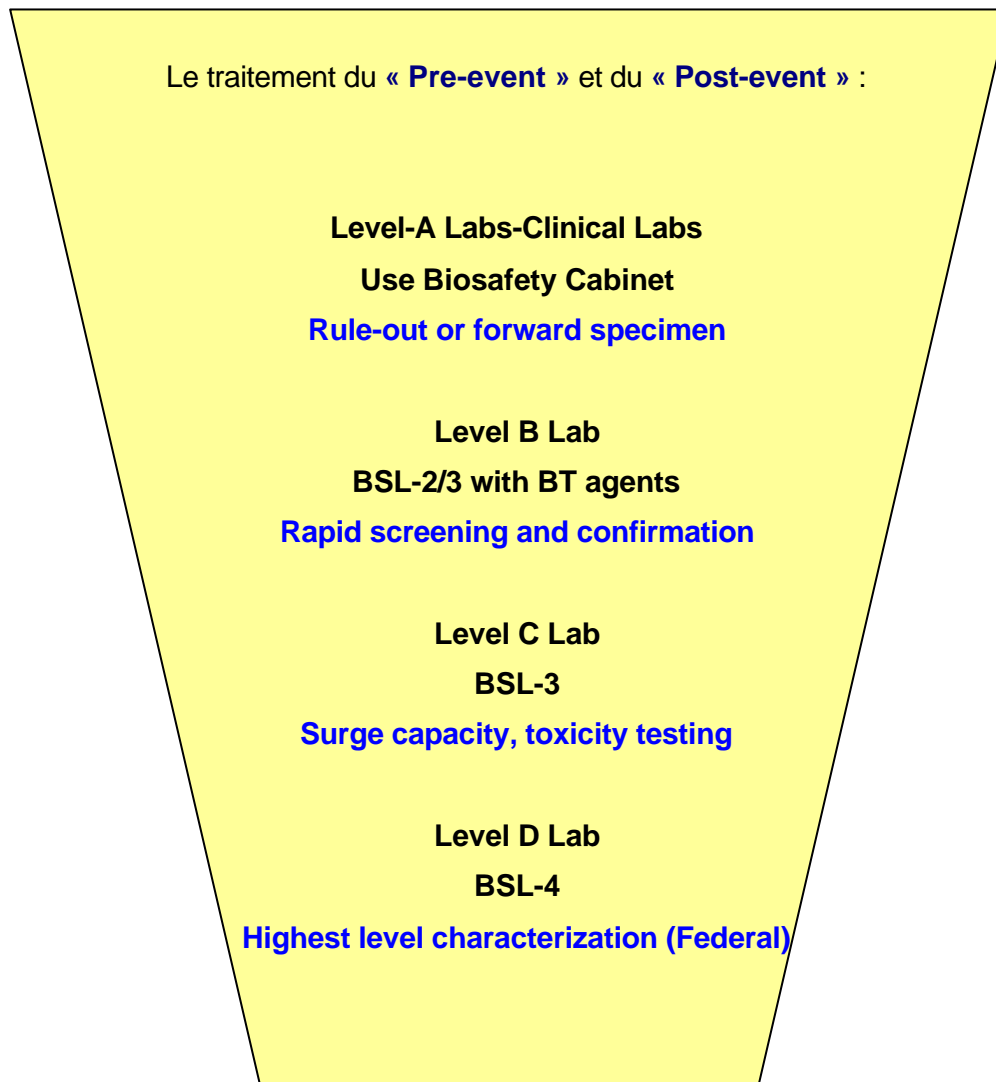 Le traitement du « Pre-event » et du « Post-event » :
Level-A Labs-Clinical Labs
Use Biosafety Cabinet
Rule-out or forward specimen
Level B Lab
BSL-2/3 with BT agents
Rapid screening and confirmation
Level C Lab
BSL-3
Surge capacity, toxicity testing
Level D Lab
BSL-4
Highest level characterization (Federal)